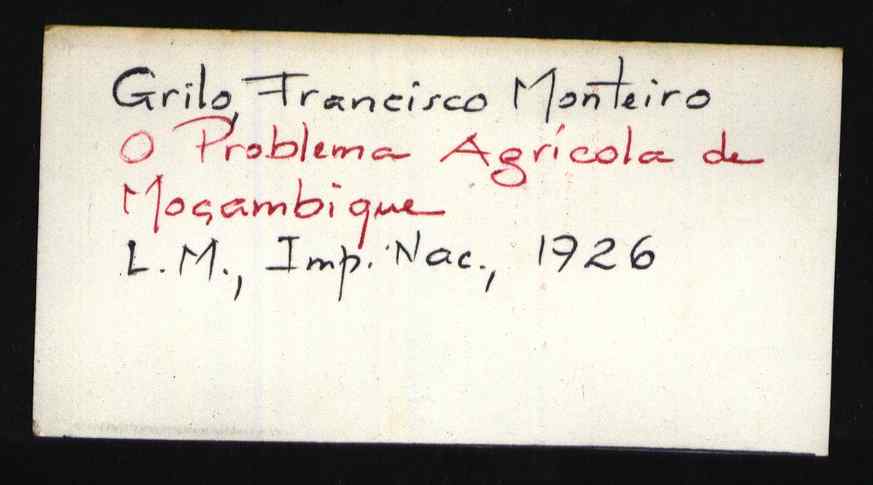 Grilo, Francisco Monteiro
O Problema Agrícola de
Moçambique
L.M., Imp. Nac., 1926